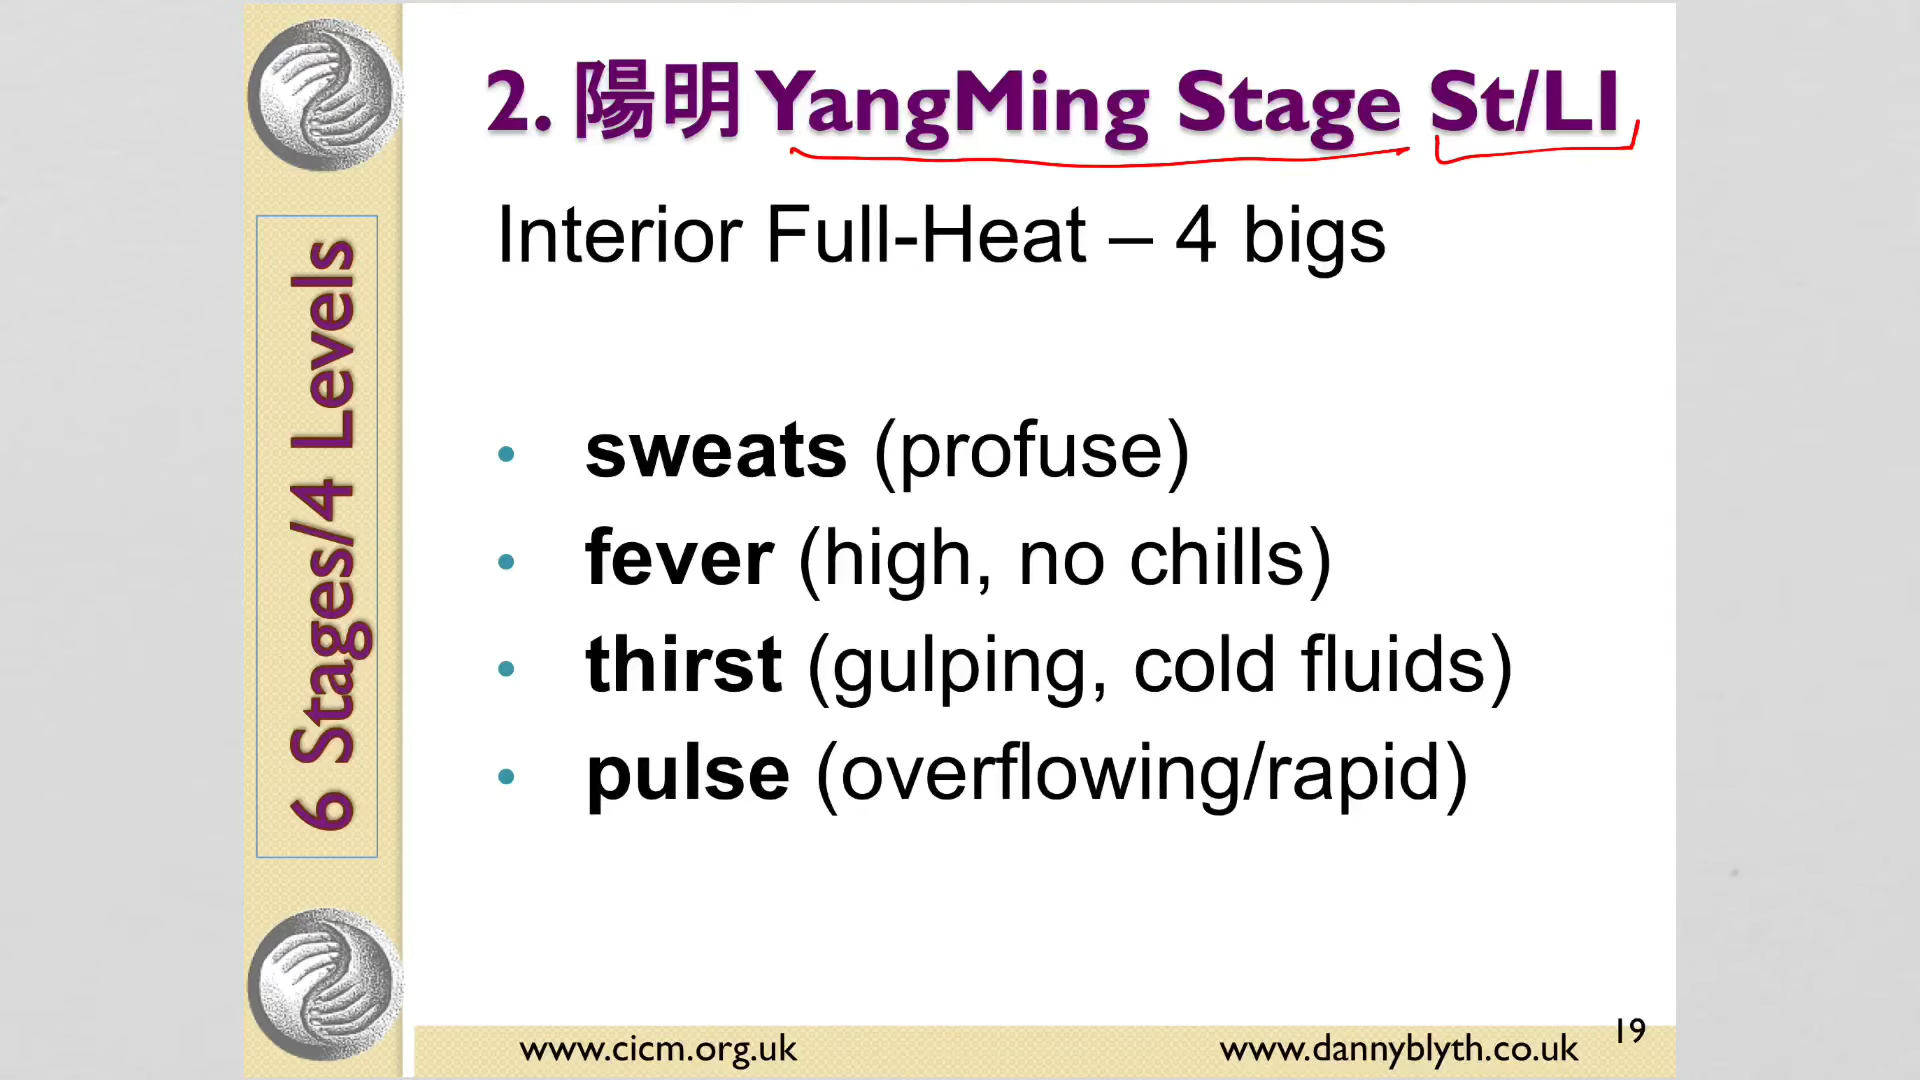 2. 陽明 YangMing Stage St/LI
Interior Full-Heat – 4 bigs
• sweats (profuse)
• fever (high, no chills)
• thirst (gulping, cold fluids)
• pulse (overflowing/rapid)
6 Stages/4 Levels
www.cicm.org.uk
www.dannyblyth.co.uk
19